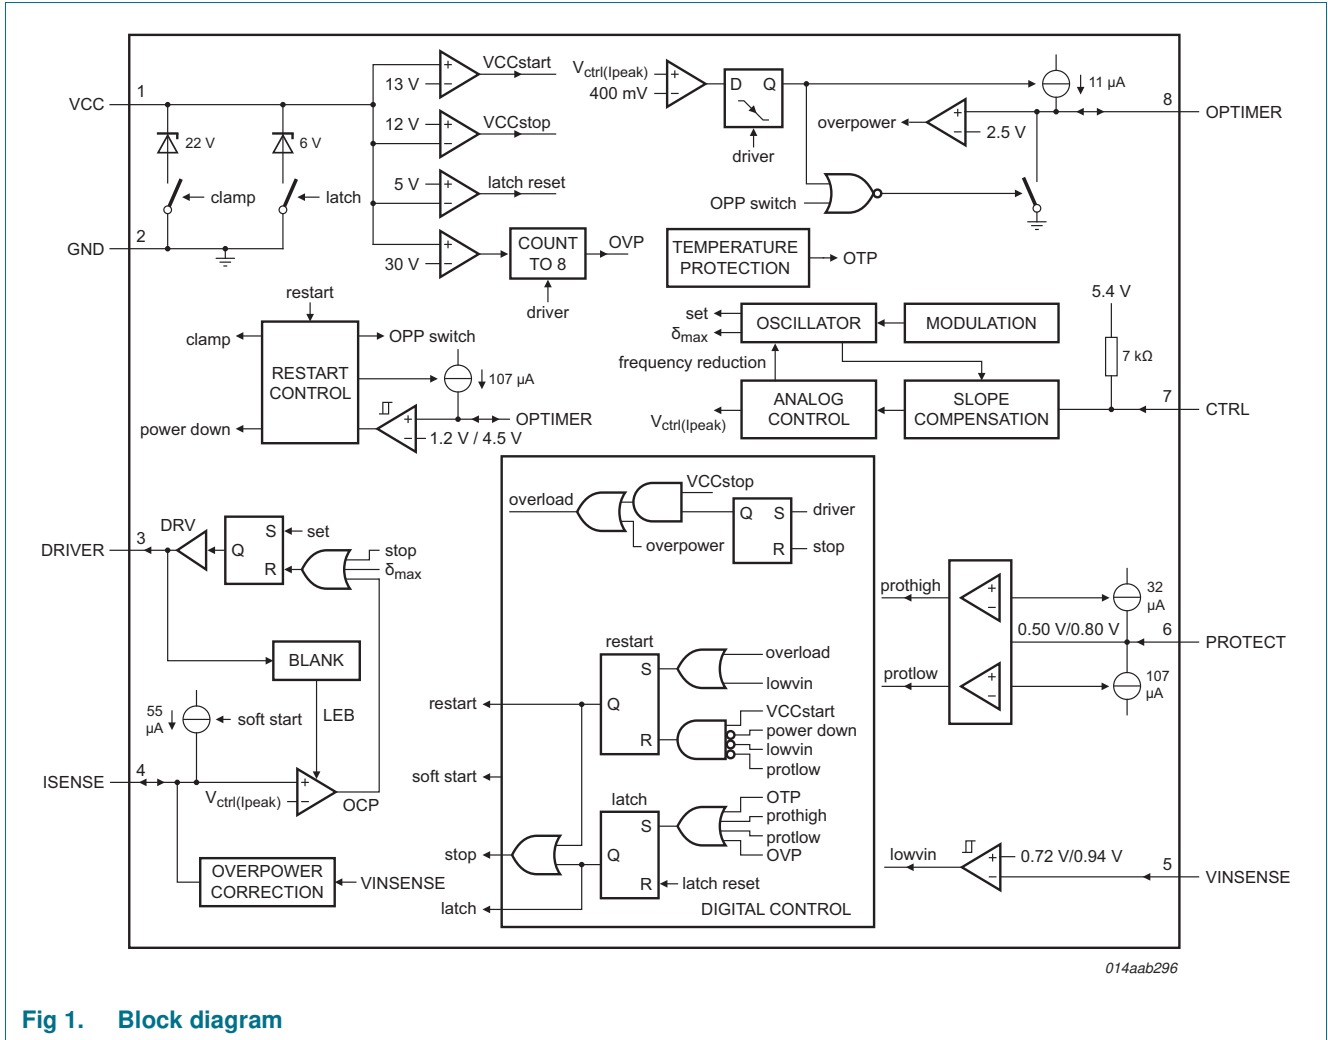 VCC
1
22 V
clamp
6 V
latch
GND
2
13 V
+
−
VCCstart
12 V
+
−
VCCstop
5 V
+
−
latch reset
30 V
+
−
COUNT
TO 8
OVP
driver
Vctrl(Ipeak)
400 mV
+
−
D Q
driver
11 µA
8
OPTIMER
overpower
+
−
2.5 V
OPP switch
TEMPERATURE
PROTECTION
OTP
restart
clamp
OPP switch
RESTART
CONTROL
107 µA
OPTIMER
+
−
1.2 V / 4.5 V
power down
set
δmax
OSCILLATOR
MODULATION
frequency reduction
5.4 V
7 kΩ
Vctrl(Ipeak)
ANALOG
CONTROL
SLOPE
COMPENSATION
7
CTRL
overload
VCCstop
overpower
Q S
R
driver
stop
DRIVER
3
DRV
Q
S
R
set
stop
δmax
BLANK
LEB
55
µA
soft start
ISENSE
4
Vctrl(Ipeak)
+
−
OCP
OVERPOWER
CORRECTION
VINSENSE
restart
S
Q
R
overload
lowvin
VCCstart
power down
lowvin
protlow
restart
soft start
latch
S
Q
R
OTP
prothigh
protlow
OVP
latch reset
stop
latch
DIGITAL CONTROL
prothigh
+
−
32
µA
0.50 V/0.80 V
6
PROTECT
protlow
+
−
107
µA
lowvin
+
−
0.72 V/0.94 V
5
VINSENSE
014aab296
Fig 1. Block diagram